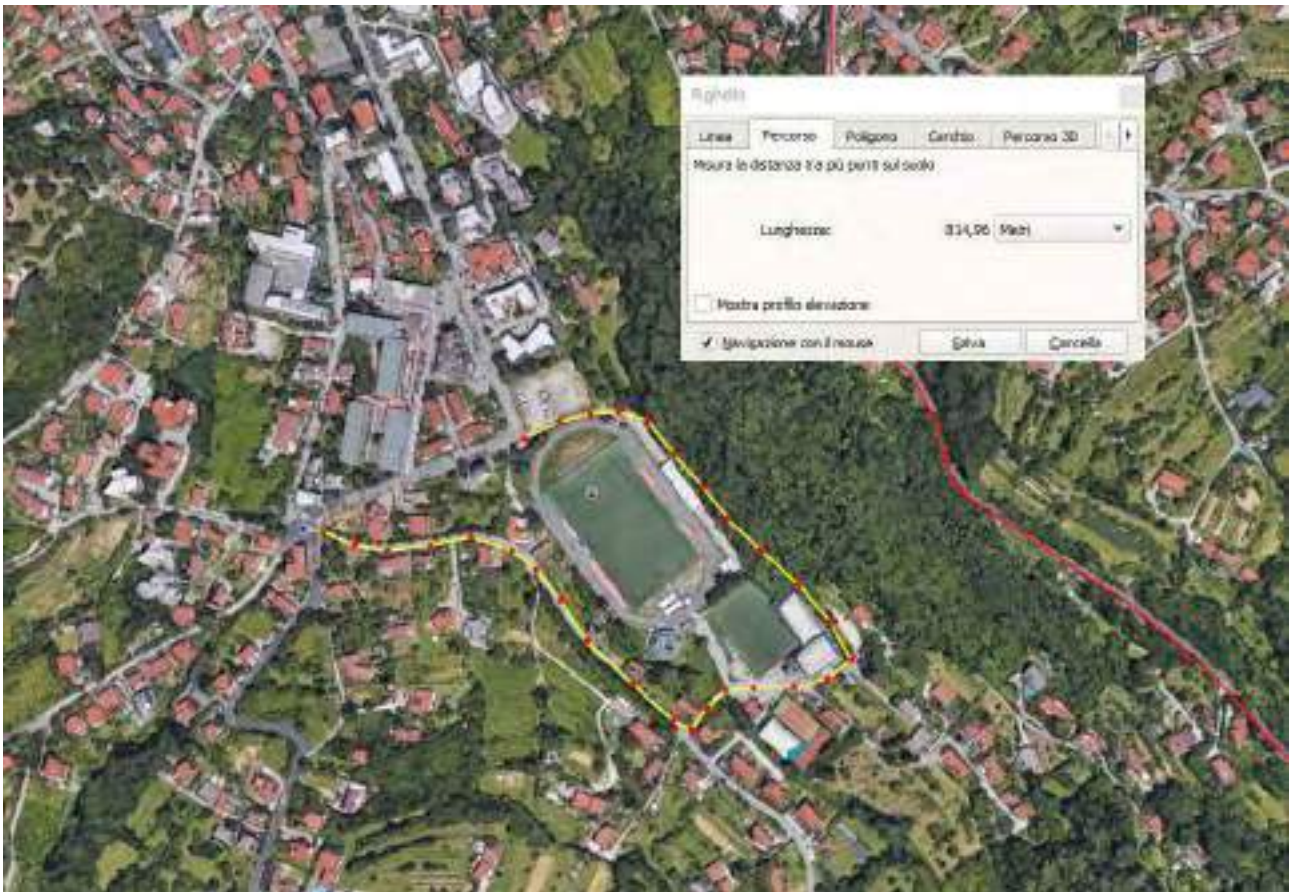 Righello
Linea Percorso Poligono Cerchio Percorso 3D
Misura la distanza tra più punti sul suolo
Lunghezza: 814,96 Metri
Mostra profilo elevazione
Navigazione con il mouse Salva Cancella